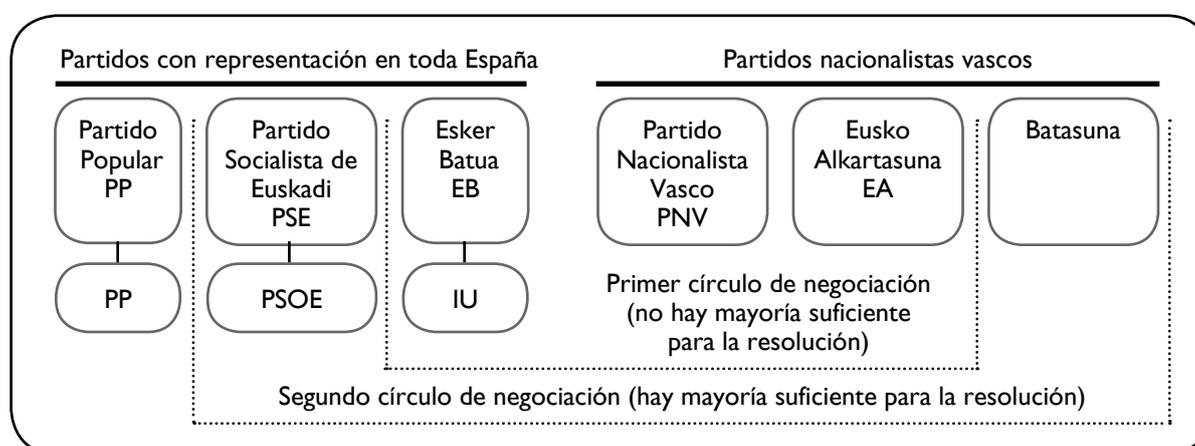 Partidos con representación en toda España
Partidos nacionalistas vascos
Partido
Popular
PP
Partido
Socialista de
Euskadi
PSE
Esker
Batua
EB
Partido
Nacionalista
Vasco
PNV
Eusko
Alkartasuna
EA
Batasuna
PP
PSOE
IU
Primer círculo de negociación
(no hay mayoría suficiente
para la resolución)
Segundo círculo de negociación (hay mayoría suficiente para la resolución)